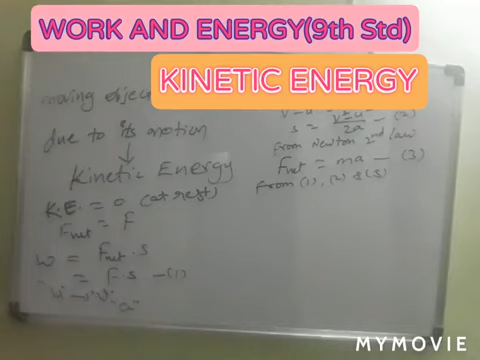 WORK AND ENERGY(9th Std)
KINETIC ENERGY
moving objec
due to its motion
↓
Kinetic Energy
K.E. = 0 (at rest)
Fnet = F
W = Fnet . s
= F.s —(1)
"u" → "v" "a"
s = v²-u²/2a — (2)
From Newton 2nd law
Fnet = ma — (3)
From (1), (2) & (3)
MYMOVIE